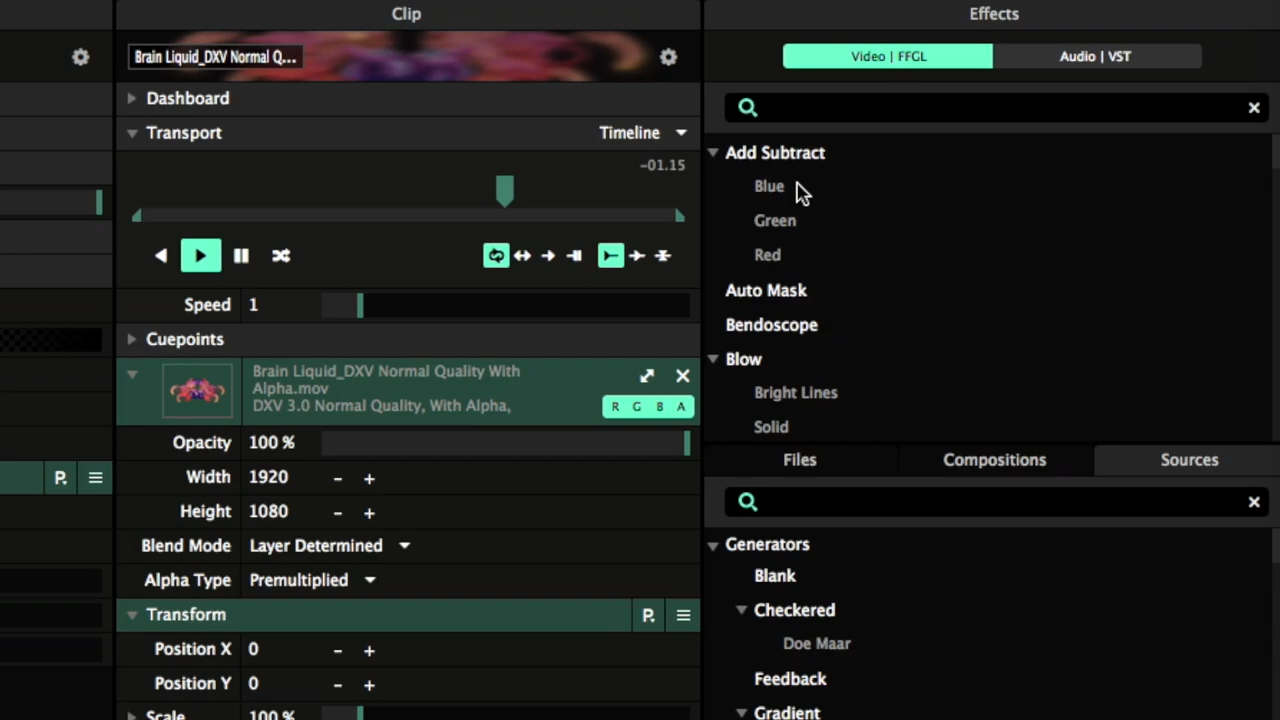 Clip
Brain Liquid_DXV Normal Q...
Dashboard
Transport
Timeline
-01.15
Speed 1
Cuepoints
Brain Liquid_DXV Normal Quality With
Alpha.mov
DXV 3.0 Normal Quality, With Alpha,
R G B A
Opacity 100 %
Width 1920 - +
Height 1080 - +
Blend Mode Layer Determined
Alpha Type Premultiplied
P.
Transform P.
Position X 0 - +
Position Y 0 - +
Scale 100 %
Effects
Video | FFGL Audio | VST
Add Subtract
Blue
Green
Red
Auto Mask
Bendoscope
Blow
Bright Lines
Solid
Files Compositions Sources
Generators
Blank
Checkered
Doe Maar
Feedback
Gradient